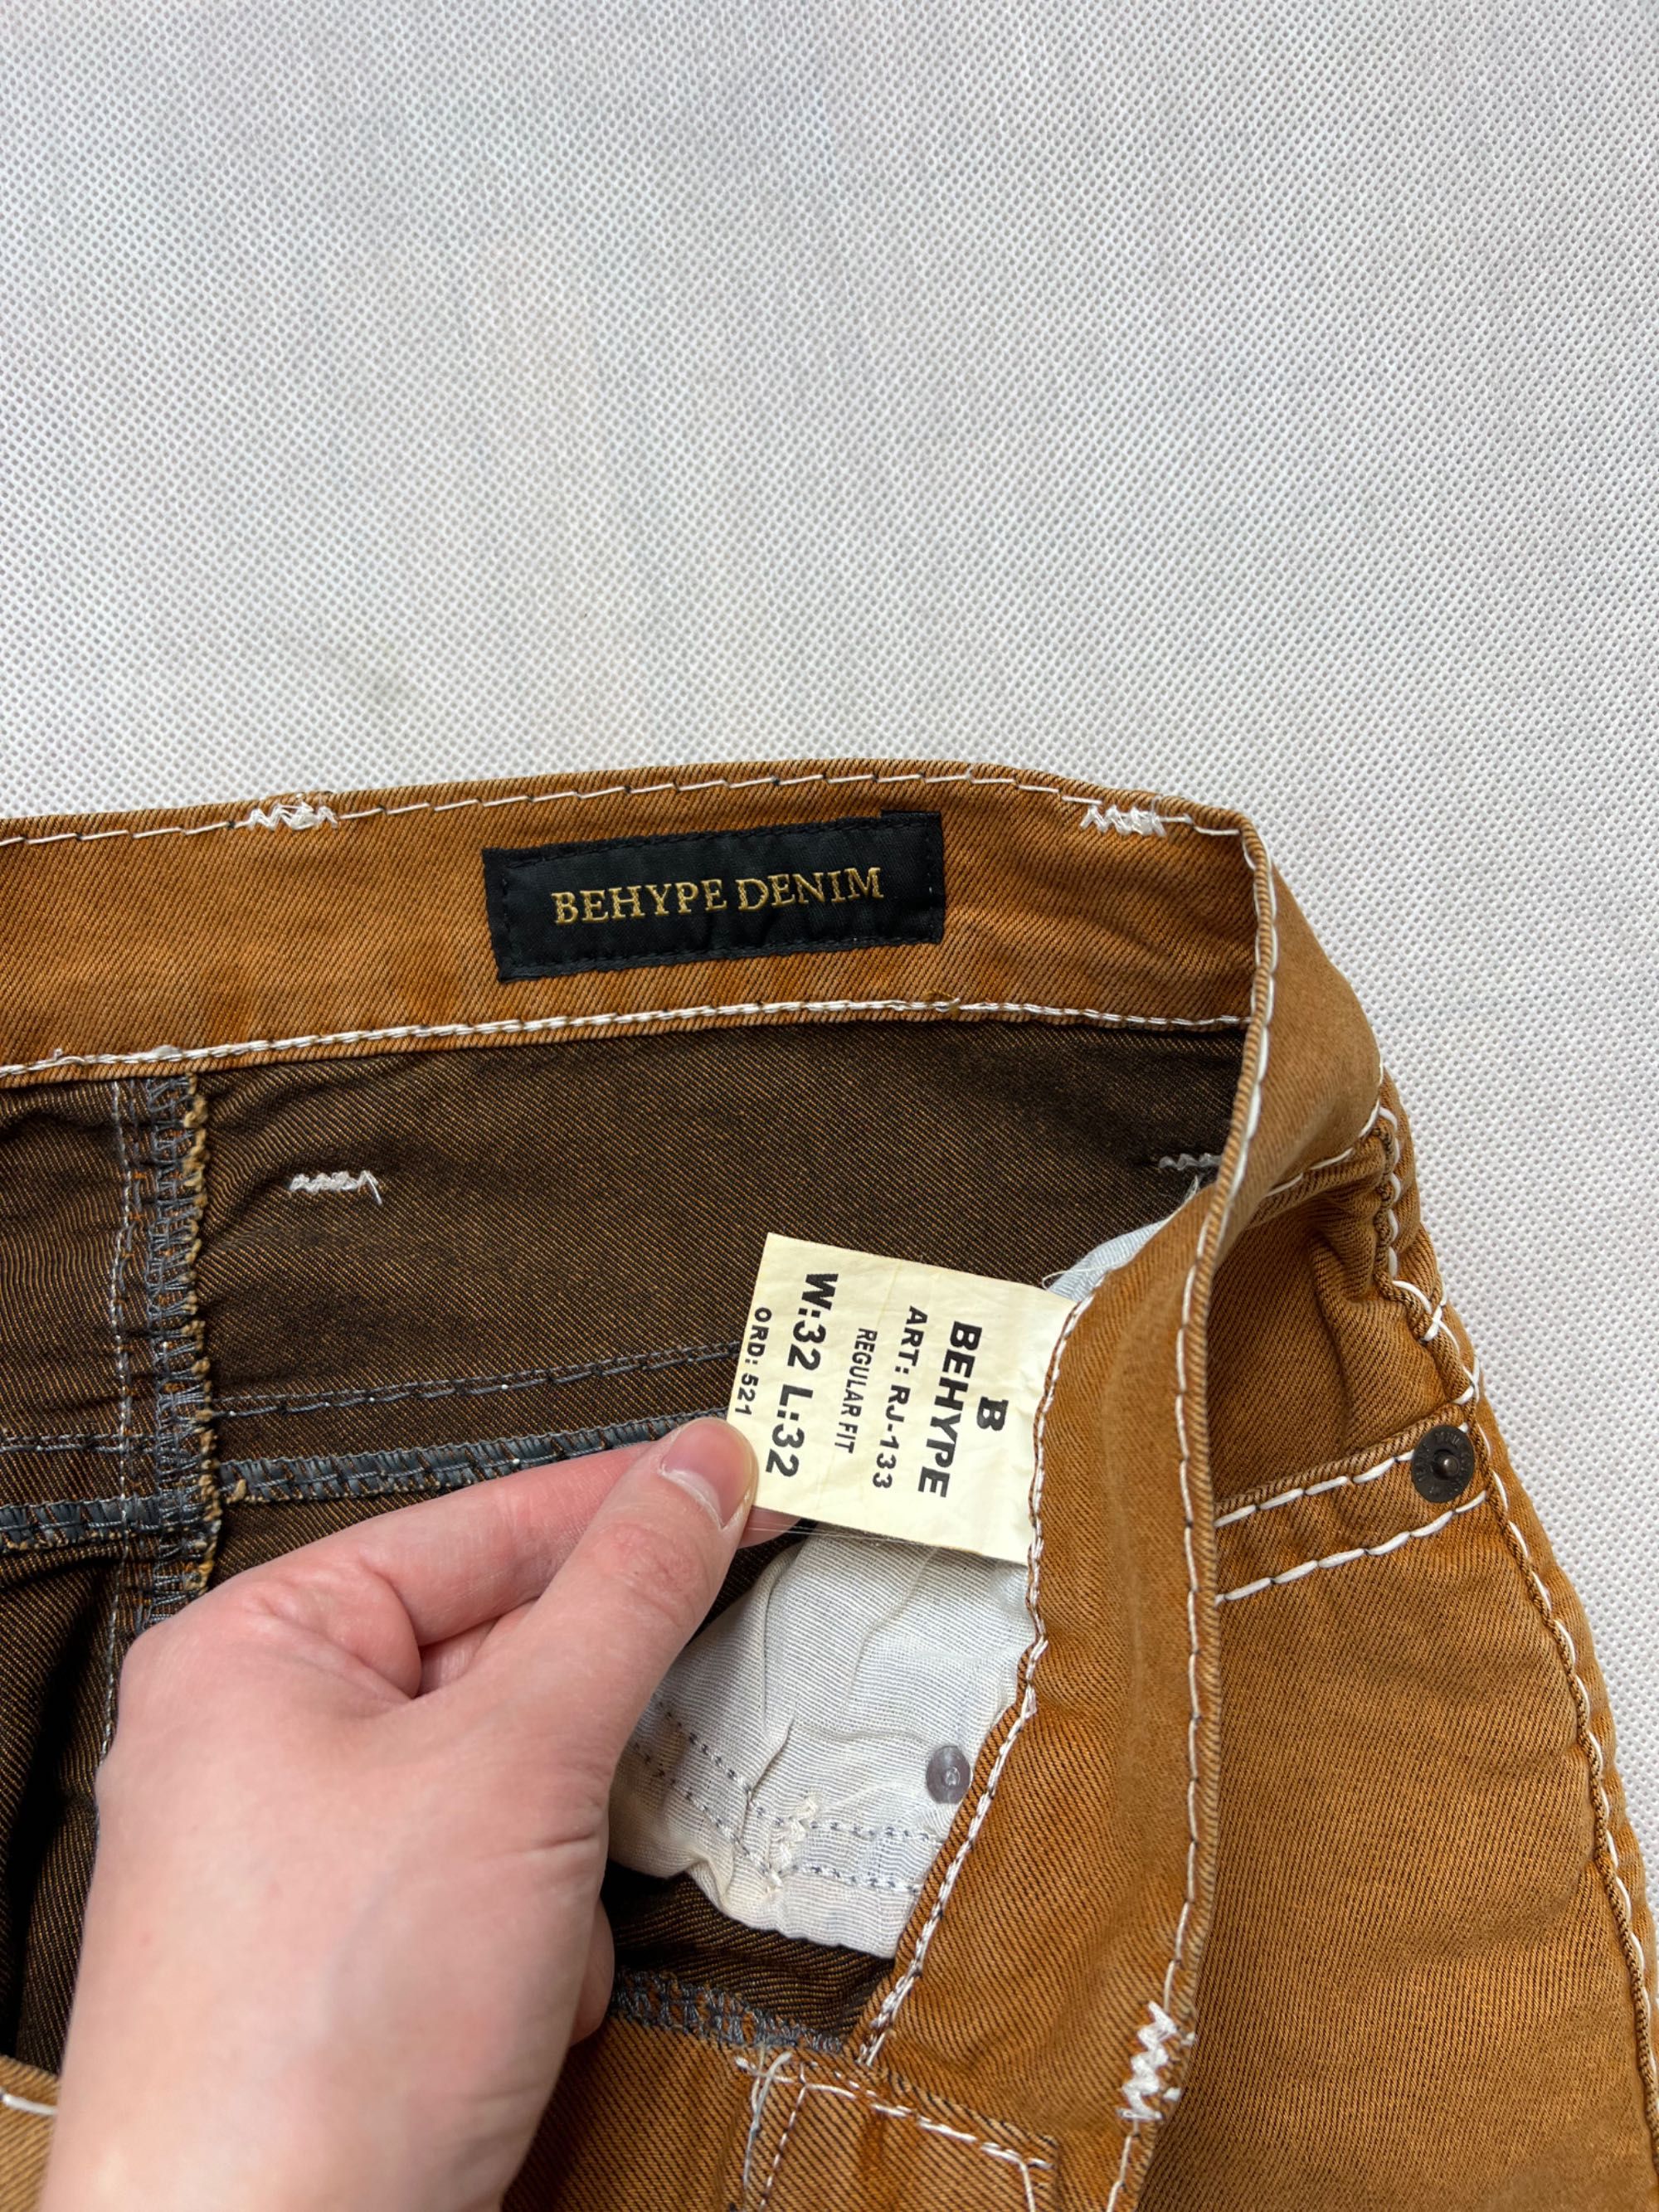 BEHYPE DENIM
B
BEHYPE
ART: RJ-133
REGULAR FIT
W:32 L:32
ORD: 521